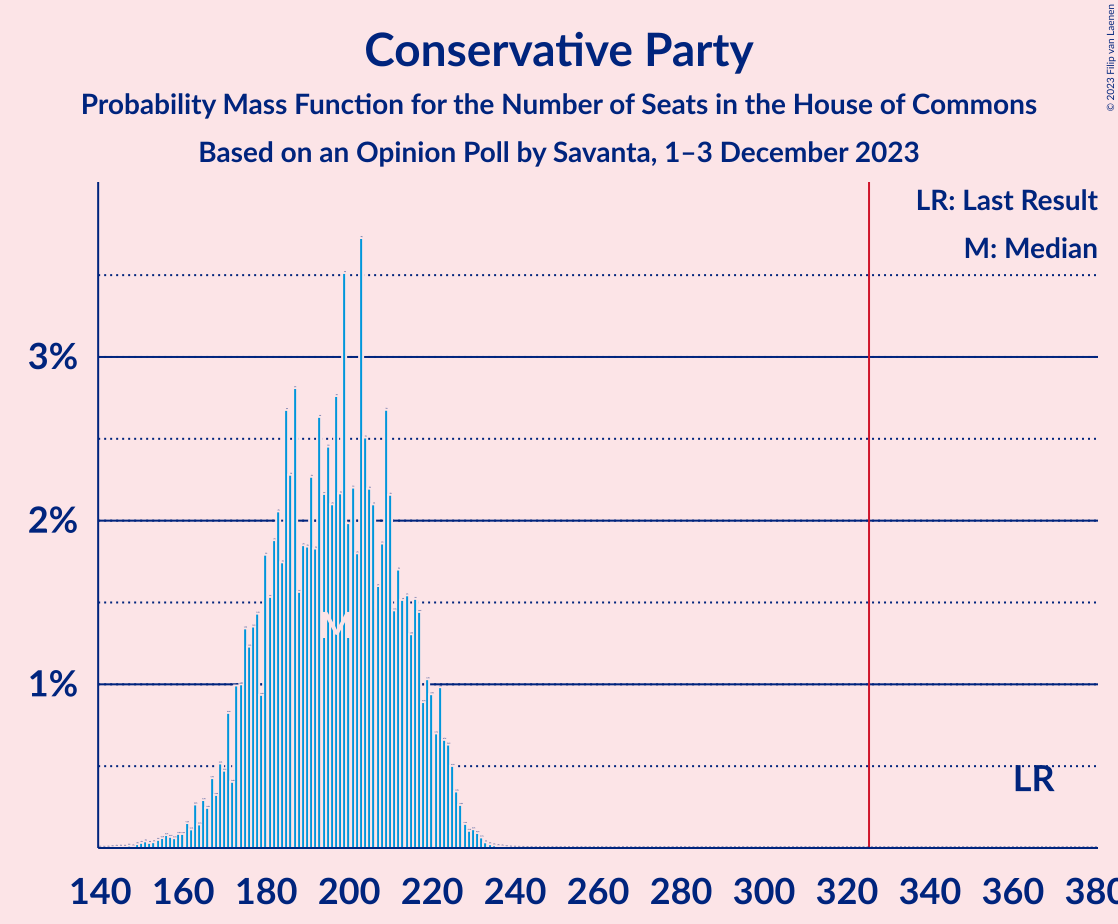 Conservative Party
Probability Mass Function for the Number of Seats in the House of Commons
Based on an Opinion Poll by Savanta, 1–3 December 2023
© 2023 Filip van Laenen
LR: Last Result
M: Median
3%
2%
1%
M
LR
140 160 180 200 220 240 260 280 300 320 340 360 380